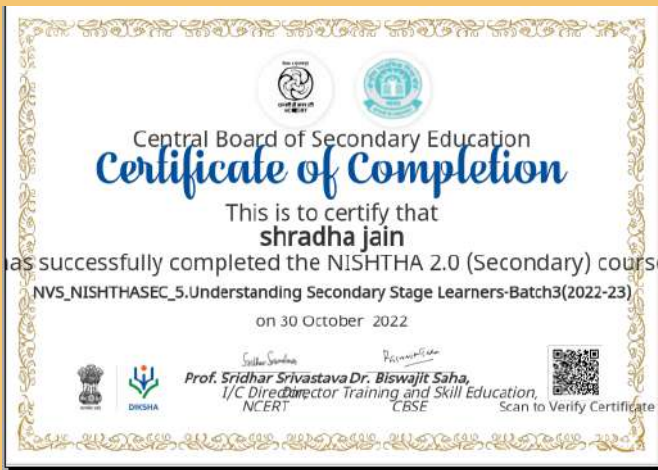 NCERT
Central Board of Secondary Education
Certificate of Completion
This is to certify that
shradha jain
has successfully completed the NISHTHA 2.0 (Secondary) course
NVS_NISHTHASEC_5.Understanding Secondary Stage Learners-Batch3(2022-23)
on 30 October 2022
Prof. Sridhar Srivastava Dr. Biswajit Saha,
I/C Director, Director Training and Skill Education,
NCERT CBSE
DIKSHA
Scan to Verify Certificate